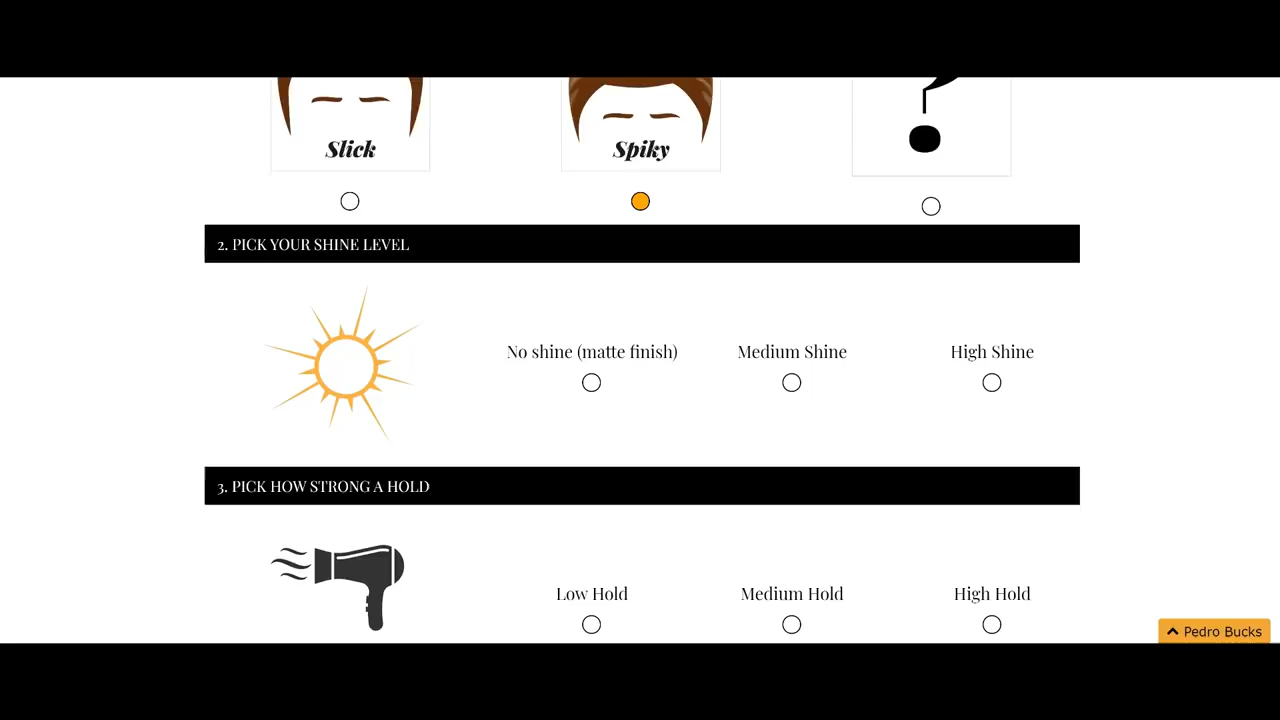 Slick
Spiky
?
2. PICK YOUR SHINE LEVEL
No shine (matte finish)
Medium Shine
High Shine
3. PICK HOW STRONG A HOLD
Low Hold
Medium Hold
High Hold
Pedro Bucks